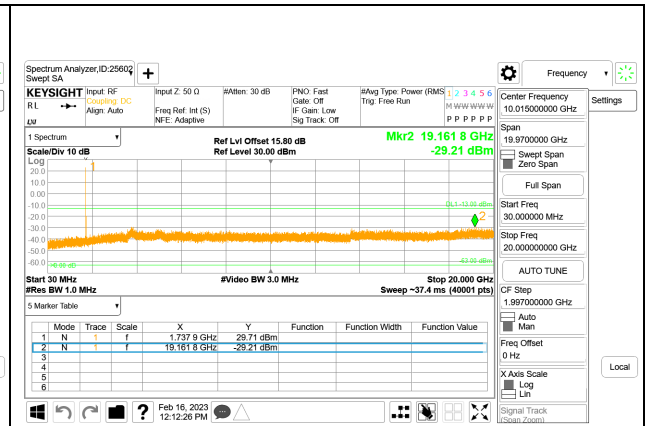 Spectrum Analyzer,ID:25602
Swept SA
+
Frequency
KEYSIGHT
Input: RF
Input Z: 50 Ω
#Atten: 30 dB
PNO: Fast
#Avg Type: Power (RMS
1 2 3 4 5 6
RL
Coupling: DC
Gate: Off
Trig: Free Run
M W W W W W
Align: Auto
Freq Ref: Int (S)
IF Gain: Low
NFE: Adaptive
Sig Track: Off
P P P P P P
Center Frequency
10.015000000 GHz
Settings
1 Spectrum
Ref Lvl Offset 15.80 dB
Mkr2 19.161 8 GHz
Scale/Div 10 dB
Ref Level 30.00 dBm
-29.21 dBm
Log
20.0
10.0
0.00
-10.0
-20.0
-30.0
-40.0
-50.0
-60.0
1
DL1 -13.00 dBm
2
Start 30 MHz
#Video BW 3.0 MHz
Stop 20.000 GHz
#Res BW 1.0 MHz
Sweep ~37.4 ms (40001 pts)
Span
19.9700000 GHz
Swept Span
Zero Span
Full Span
Start Freq
30.000000 MHz
Stop Freq
20.000000000 GHz
AUTO TUNE
CF Step
1.997000000 GHz
Auto
Man
Freq Offset
0 Hz
X Axis Scale
Log
Lin
Signal Track
(Span Zoom)
Local
5 Marker Table
Mode Trace Scale X Y Function Function Width Function Value
1 N 1 f 1.737 9 GHz 29.71 dBm
2 N 1 f 19.161 8 GHz -29.21 dBm
3
4
5
6
?
Feb 16, 2023
12:12:26 PM